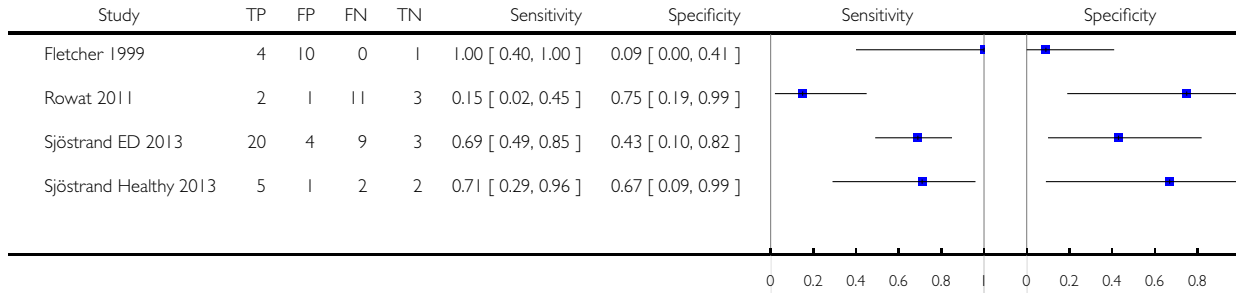 Study TP FP FN TN Sensitivity Specificity Sensitivity Specificity
Fletcher 1999 4 10 0 1 1.00 [ 0.40, 1.00 ] 0.09 [ 0.00, 0.41 ]
Rowat 2011 2 1 11 3 0.15 [ 0.02, 0.45 ] 0.75 [ 0.19, 0.99 ]
Sjöstrand ED 2013 20 4 9 3 0.69 [ 0.49, 0.85 ] 0.43 [ 0.10, 0.82 ]
Sjöstrand Healthy 2013 5 1 2 2 0.71 [ 0.29, 0.96 ] 0.67 [ 0.09, 0.99 ]
0 0.2 0.4 0.6 0.8 1 0 0.2 0.4 0.6 0.8